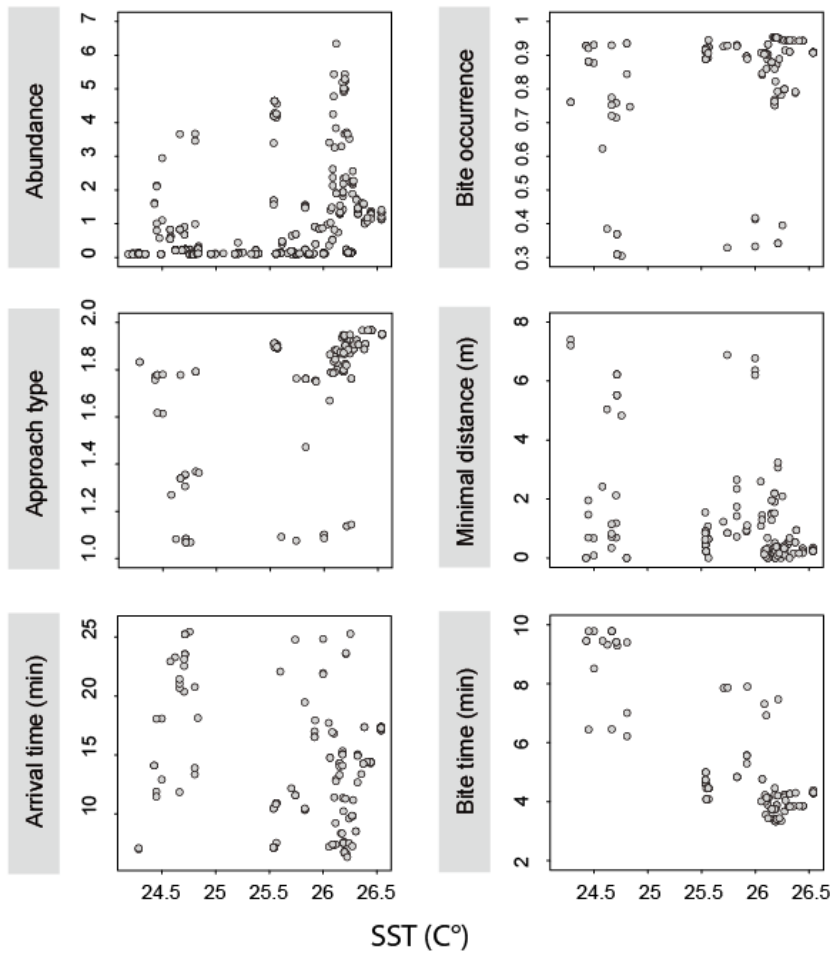 Abundance
0 1 2 3 4 5 6 7
Bite occurrence
0.3 0.4 0.5 0.6 0.7 0.8 0.9 1
Approach type
1.0 1.2 1.4 1.6 1.8 2.0
Minimal distance (m)
0 2 4 6 8
Arrival time (min)
10 15 20 25
Bite time (min)
2 4 6 8 10
24.5 25 25.5 26 26.5
24.5 25 25.5 26 26.5
SST (C°)